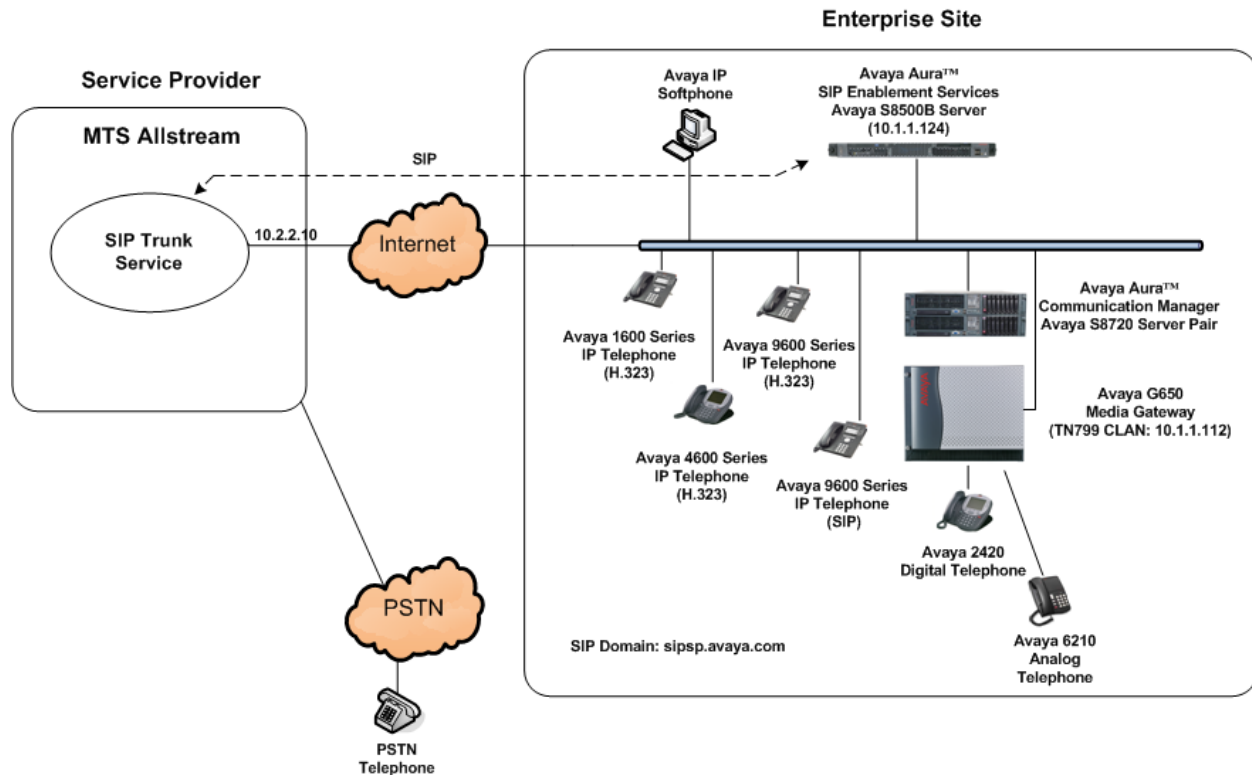 Enterprise Site
Service Provider
MTS Allstream
SIP Trunk
Service
10.2.2.10
SIP
Internet
Avaya IP
Softphone
Avaya Aura™
SIP Enablement Services
Avaya S8500B Server
(10.1.1.124)
Avaya 1600 Series
IP Telephone
(H.323)
Avaya 9600 Series
IP Telephone
(H.323)
Avaya Aura™
Communication Manager
Avaya S8720 Server Pair
Avaya G650
Media Gateway
(TN799 CLAN: 10.1.1.112)
Avaya 4600 Series
IP Telephone
(H.323)
Avaya 9600 Series
IP Telephone
(SIP)
Avaya 2420
Digital Telephone
Avaya 6210
Analog
Telephone
SIP Domain: sipsp.avaya.com
PSTN
PSTN
Telephone